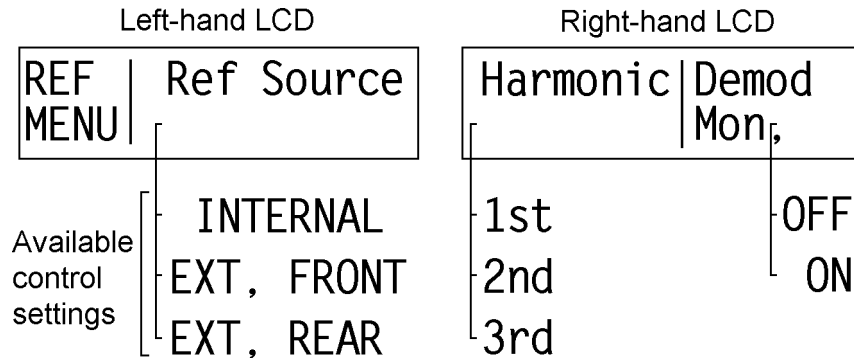 Left-hand LCD
Right-hand LCD
REF Ref Source
MENU
Harmonic Demod
Mon,
Available
control
settings
INTERNAL
EXT, FRONT
EXT, REAR
1st
2nd
3rd
OFF
ON